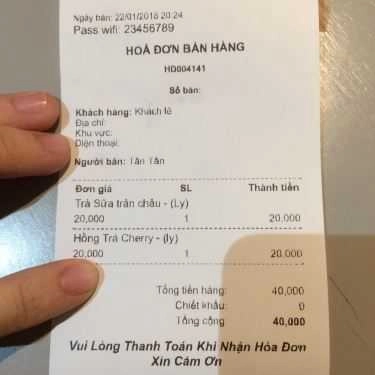 Ngày bán: 22/01/2018 20:24
Pass wifi: 23456789
HOÁ ĐƠN BÁN HÀNG
HD004141
Số bàn:
Khách hàng: Khách lẻ
Địa chỉ:
Khu vực:
Điện thoại:
Người bán: Tân Tân
Đơn giá SL Thành tiền
Trà Sữa trân châu - (Ly)
20,000 1 20,000
Hồng Trà Cherry - (ly)
20,000 1 20,000
Tổng tiền hàng: 40,000
Chiết khấu: 0
Tổng cộng 40,000
Vui Lòng Thanh Toán Khi Nhận Hóa Đơn
Xin Cám Ơn